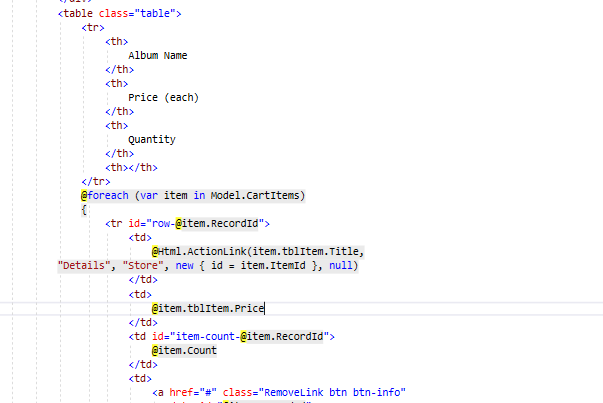 <table class="table">
<tr>
<th>
Album Name
</th>
<th>
Price (each)
</th>
<th>
Quantity
</th>
<th></th>
</tr>
@foreach (var item in Model.CartItems)
{
<tr id="row-@item.RecordId">
<td>
@Html.ActionLink(item.tblItem.Title,
"Details", "Store", new { id = item.ItemId }, null)
</td>
<td>
@item.tblItem.Price
</td>
<td id="item-count-@item.RecordId">
@item.Count
</td>
<td>
<a href="#" class="RemoveLink btn btn-info"